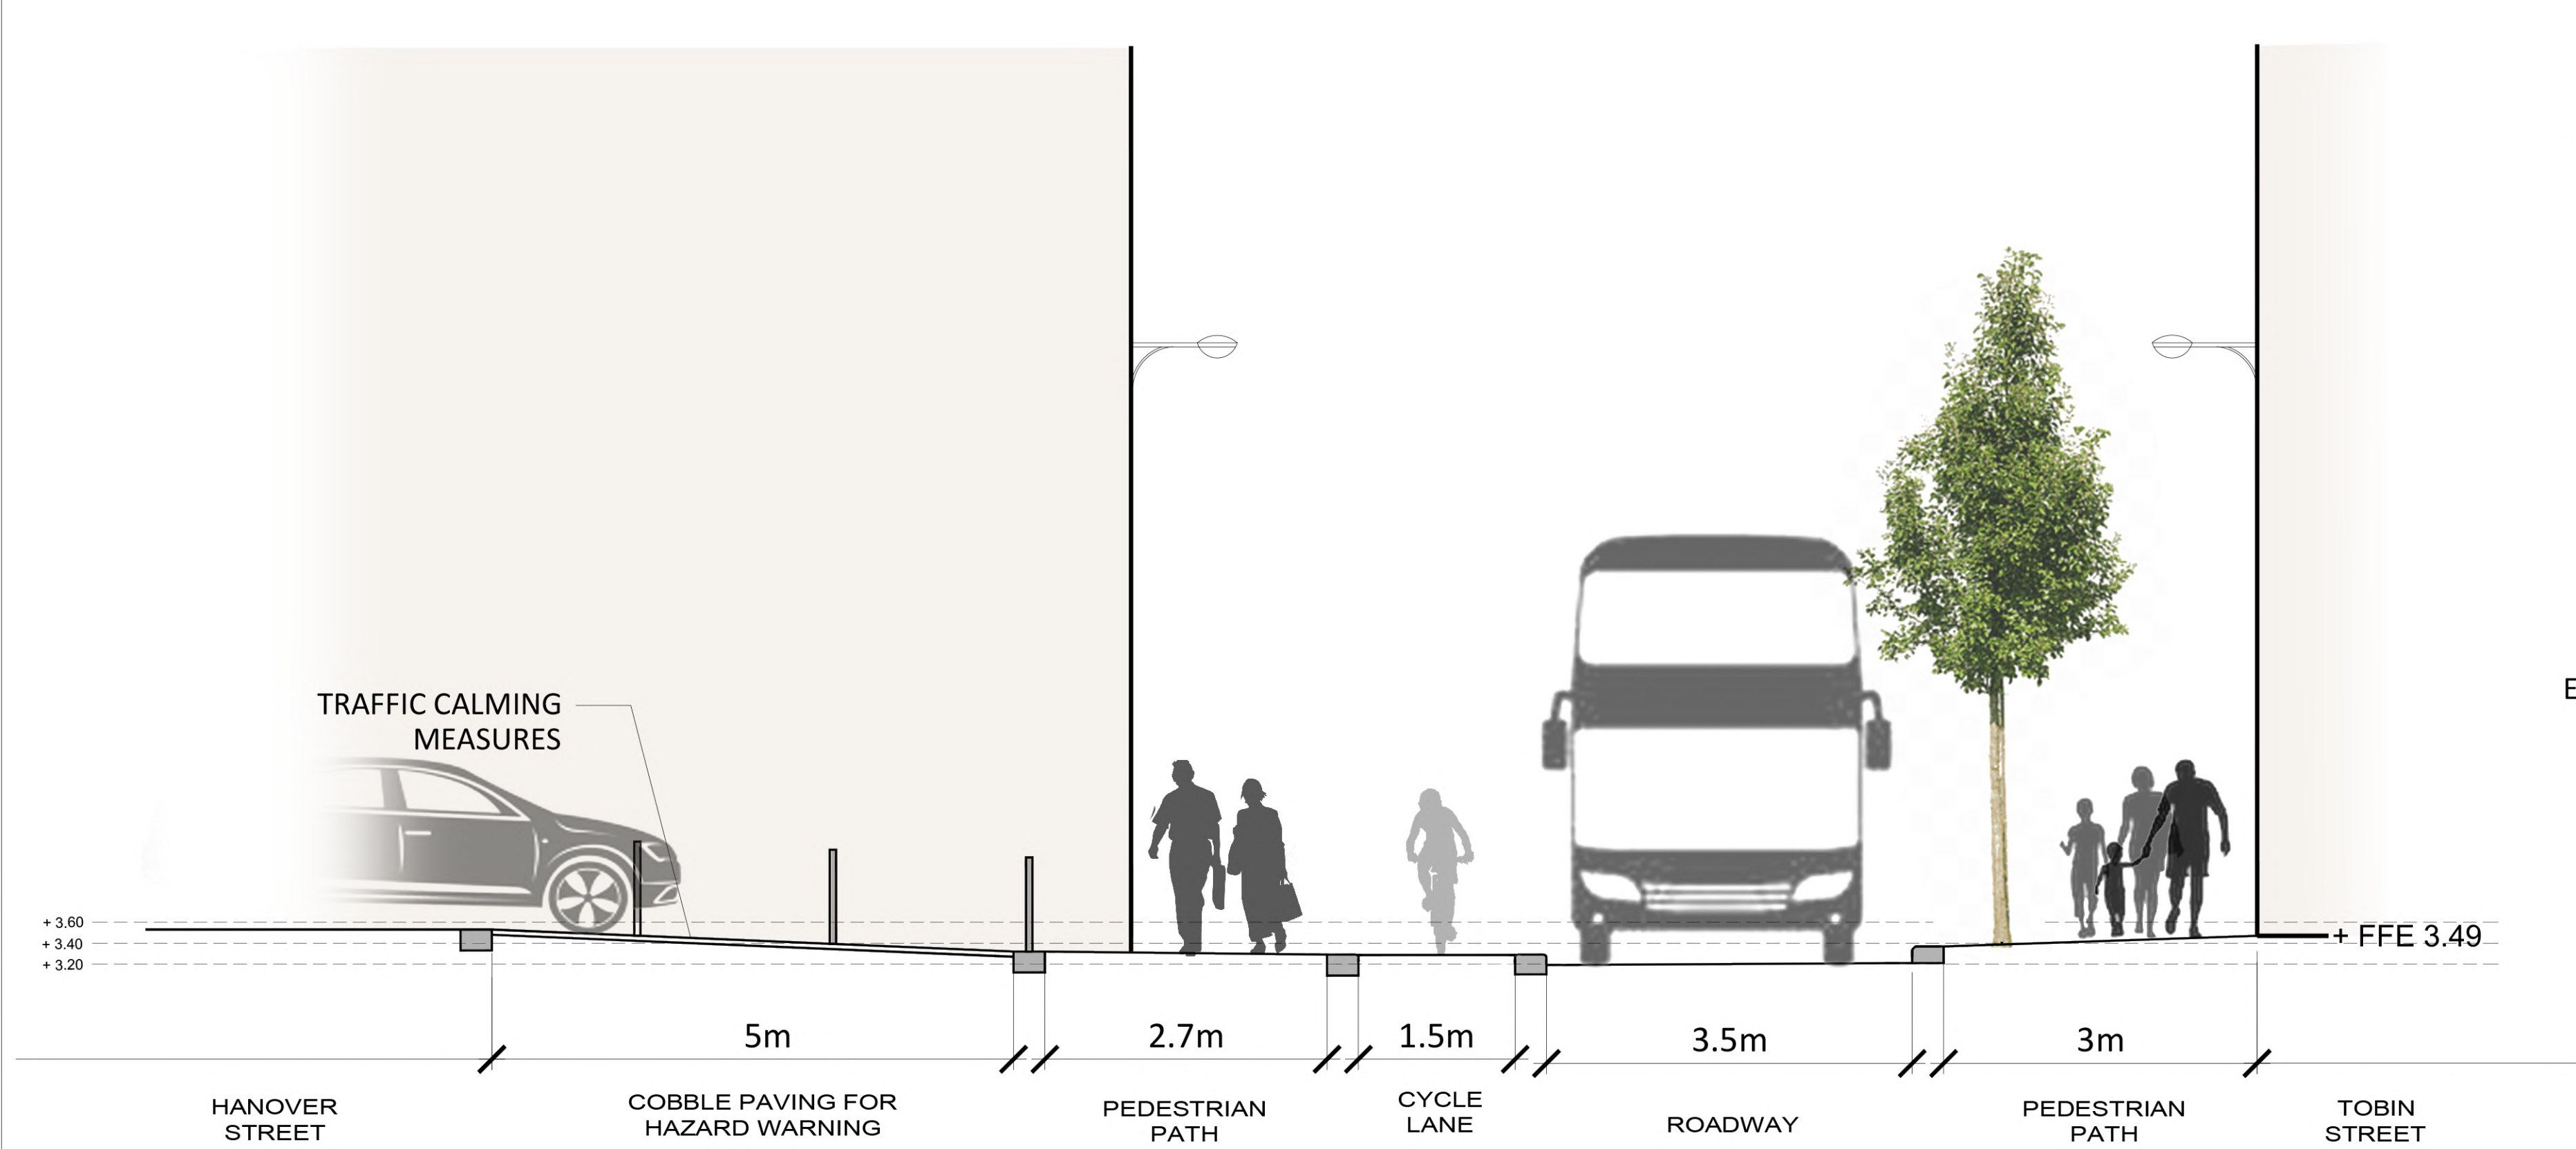 TRAFFIC CALMING
MEASURES
E
+ 3.60
+ 3.40
+ 3.20
+ FFE 3.49
5m
2.7m
1.5m
3.5m
3m
HANOVER
STREET
COBBLE PAVING FOR
HAZARD WARNING
PEDESTRIAN
PATH
CYCLE
LANE
ROADWAY
PEDESTRIAN
PATH
TOBIN
STREET